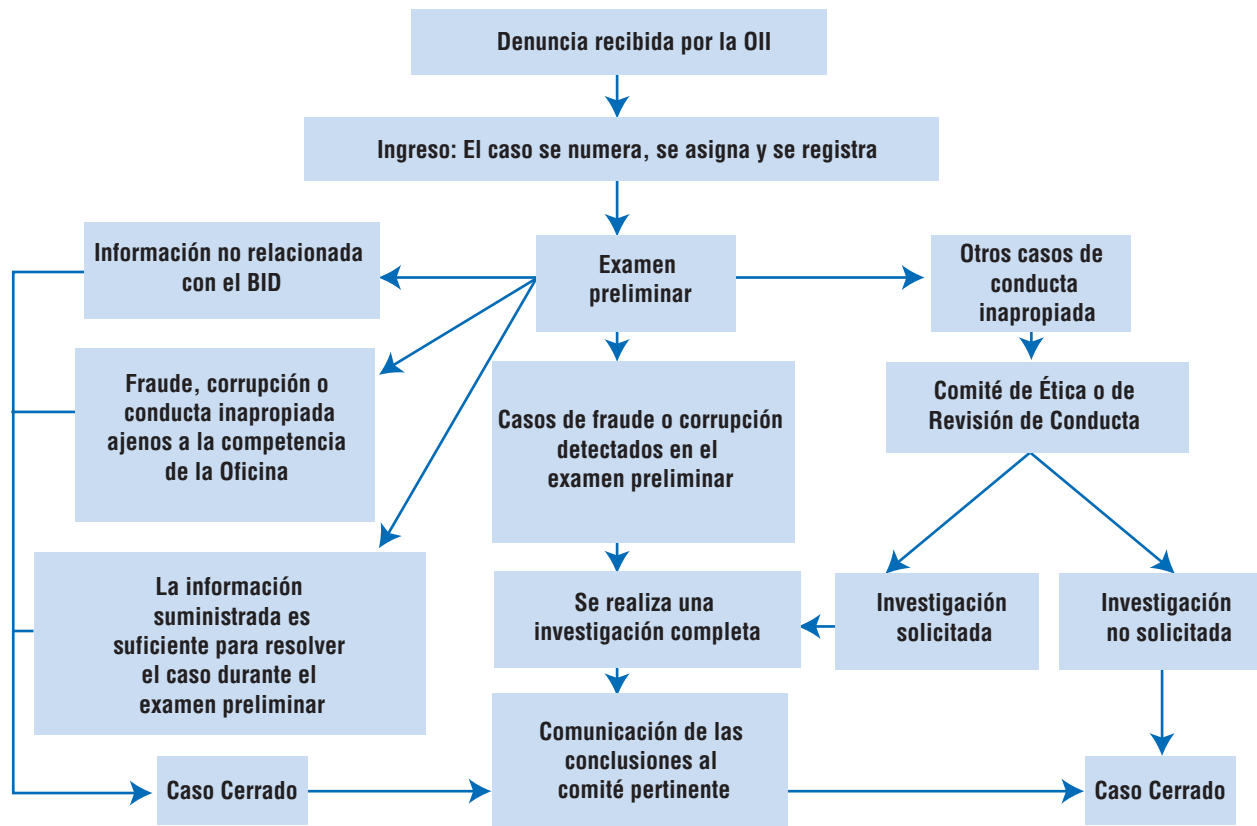 Denuncia recibida por la OII
Ingreso: El caso se numera, se asigna y se registra
Información no relacionada
con el BID
Examen
preliminar
Otros casos de
conducta
inapropiada
Fraude, corrupción o
conducta inapropiada
ajenos a la competencia
de la Oficina
Casos de fraude o corrupción
detectados en el
examen preliminar
Comité de Ética o de
Revisión de Conducta
La información
suministrada es
suficiente para resolver
el caso durante el
examen preliminar
Se realiza una
investigación completa
Investigación
solicitada
Investigación
no solicitada
Caso Cerrado
Comunicación de las
conclusiones al
comité pertinente
Caso Cerrado